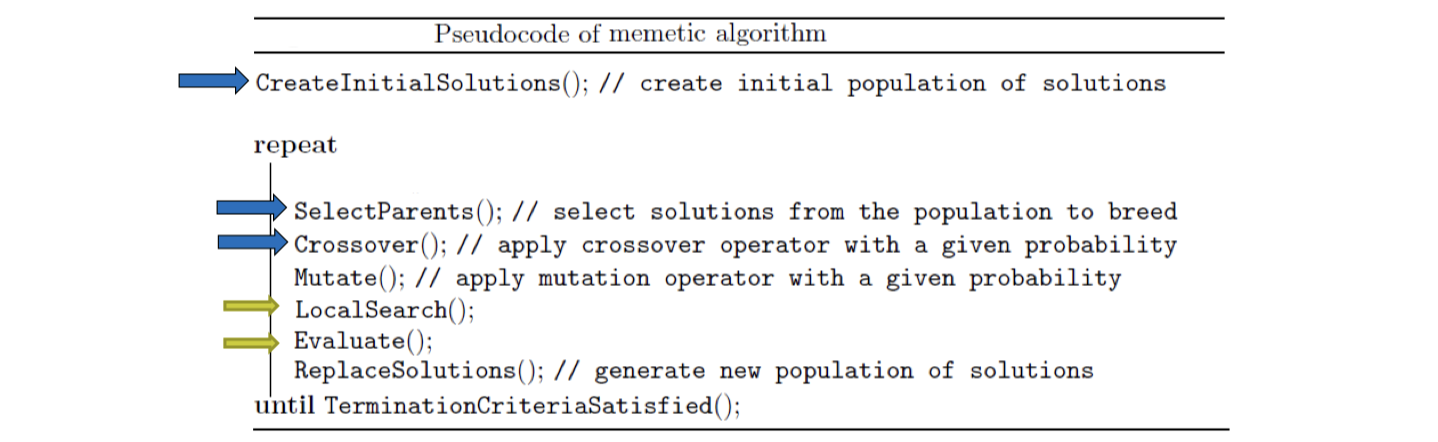 Pseudocode of memetic algorithm
CreateInitialSolutions(); // create initial population of solutions
repeat
SelectParents(); // select solutions from the population to breed
Crossover(); // apply crossover operator with a given probability
Mutate(); // apply mutation operator with a given probability
LocalSearch();
Evaluate();
ReplaceSolutions(); // generate new population of solutions
until TerminationCriteriaSatisfied();